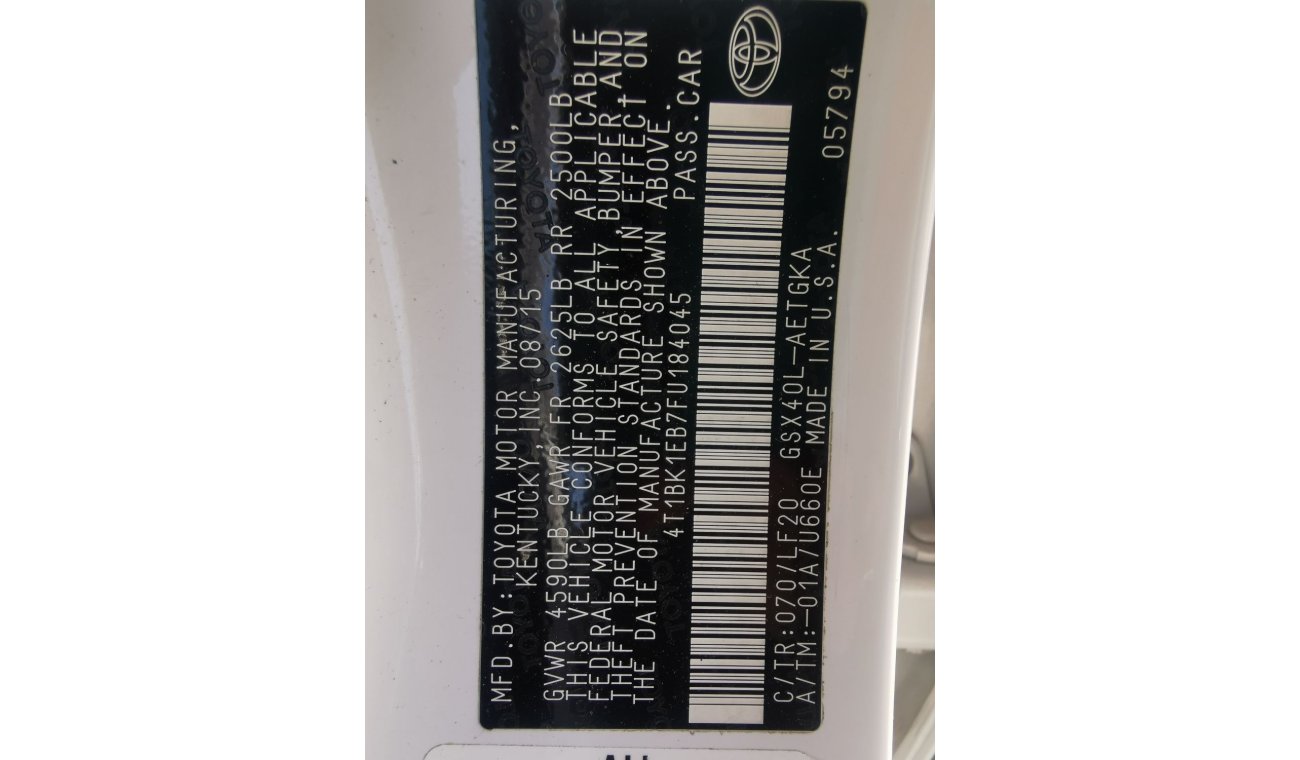 MFD.BY:TOYOTA MOTOR MANUFACTURING,
KENTUCKY,INC.08/15
GVWR 4590LB GAWR FR 2625LB RR 2500LB
THIS VEHICLE CONFORMS TO ALL APPLICABLE
FEDERAL MOTOR VEHICLE SAFETY,BUMPER,AND
THEFT PREVENTION STANDARDS IN EFFECT ON
THE DATE OF MANUFACTURE SHOWN ABOVE.
4T1BK1EB7FU184045 PASS.CAR
C/TR:070/LF20 GSX40L-AETGKA 05794
A/TM:-01A/U660E MADE IN U.S.A.